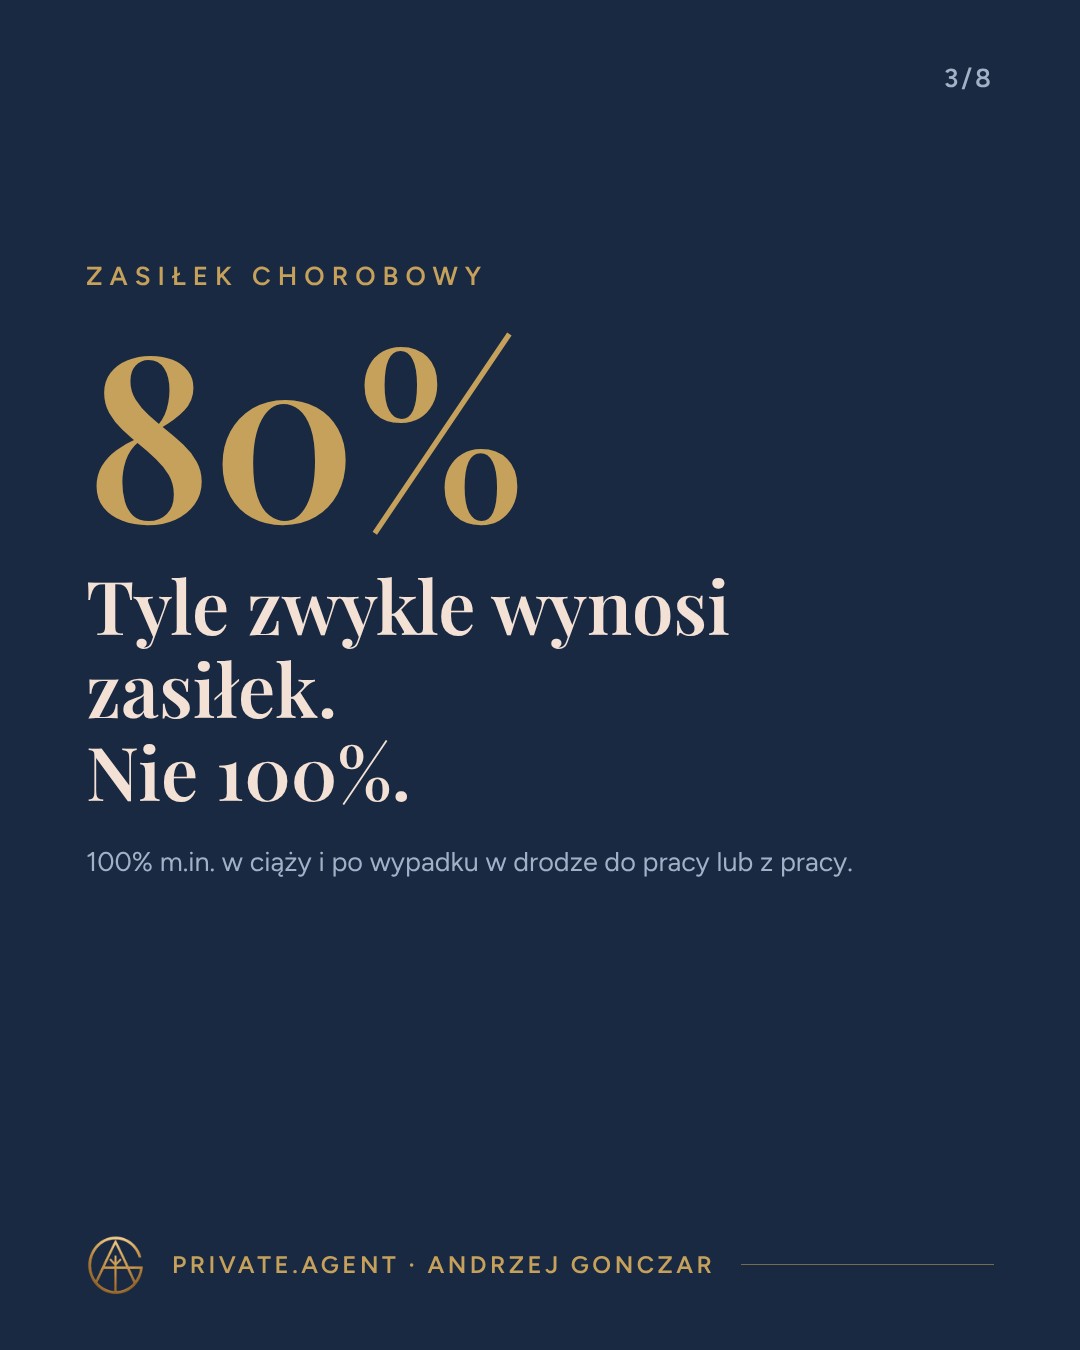 3/8
ZASIŁEK CHOROBOWY
80%
Tyle zwykle wynosi
zasiłek.
Nie 100%.
100% m.in. w ciąży i po wypadku w drodze do pracy lub z pracy.
PRIVATE.AGENT · ANDRZEJ GONCZAR